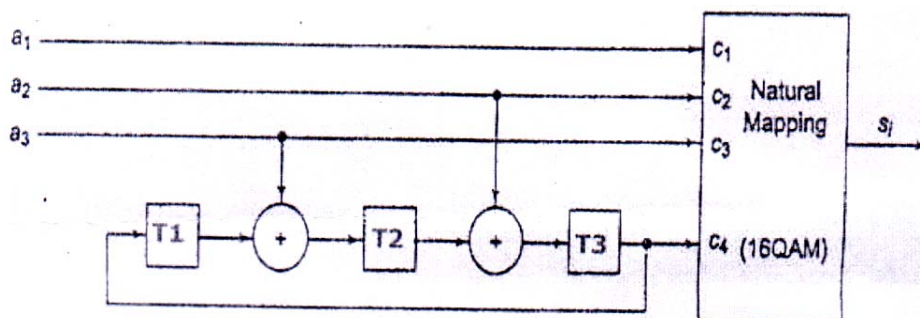 a1
c1
a2
c2
Natural
Mapping
si
a3
c3
T1
+
T2
+
T3
c4
(16QAM)